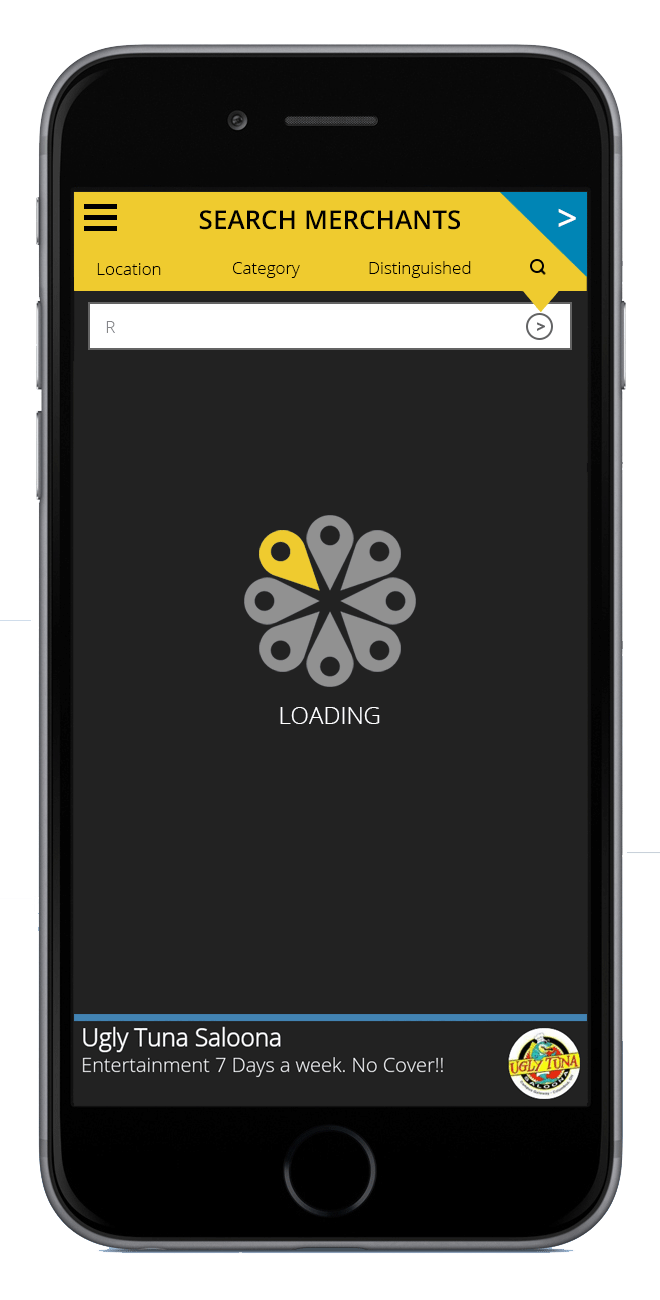 SEARCH MERCHANTS
>
Location Category Distinguished
R
>
LOADING
Ugly Tuna Saloona
Entertainment 7 Days a week. No Cover!!
UGLY TUNA
SALOONA